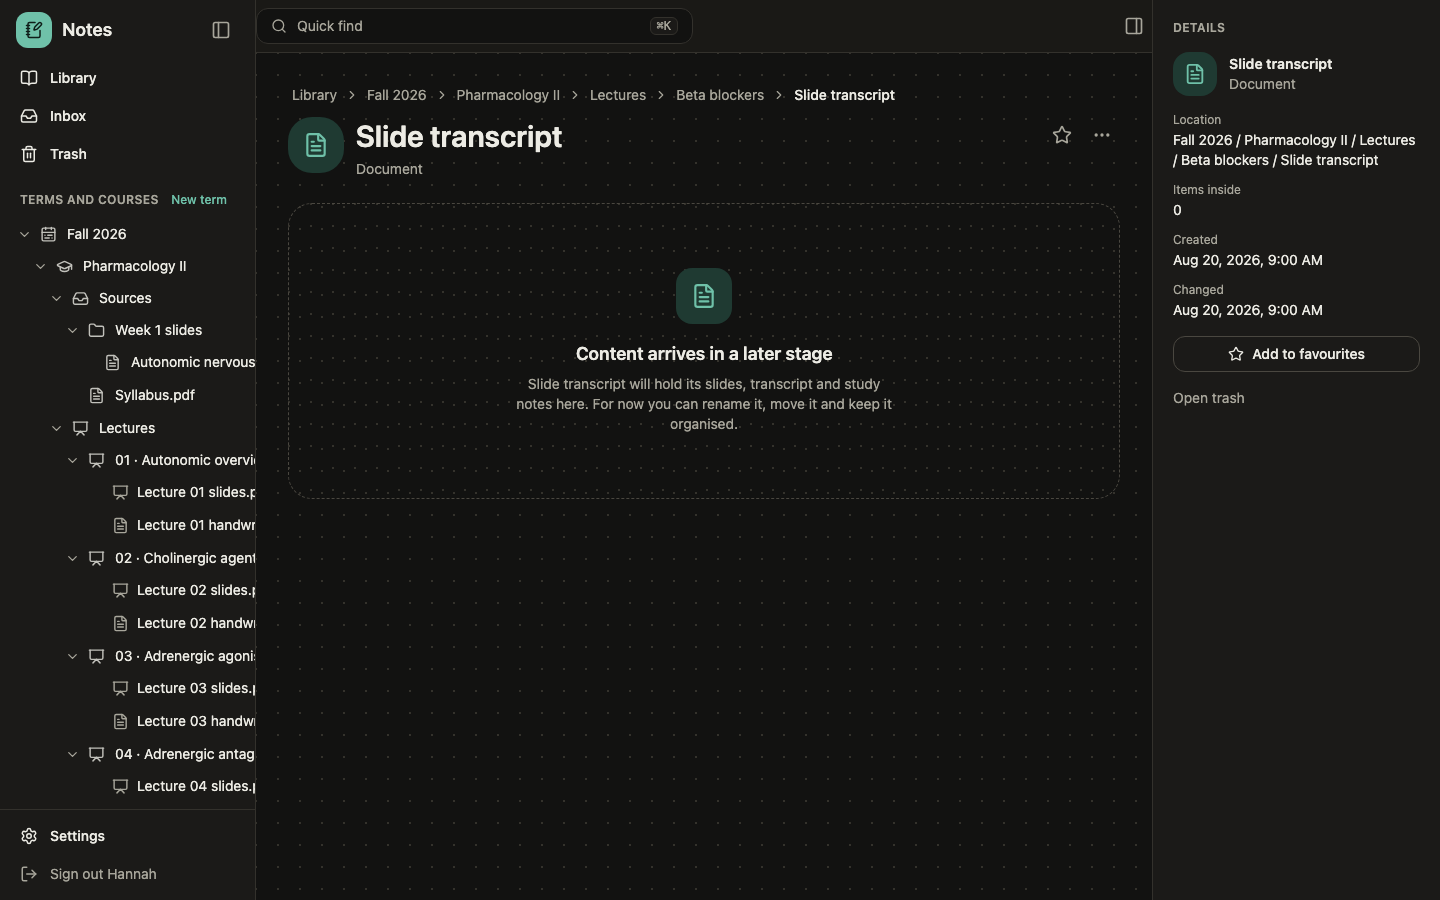 Notes
Library
Inbox
Trash
TERMS AND COURSES New term
Fall 2026
Pharmacology II
Sources
Week 1 slides
Autonomic nervous
Syllabus.pdf
Lectures
01 · Autonomic overvi
Lecture 01 slides.p
Lecture 01 handwr
02 · Cholinergic agent
Lecture 02 slides.p
Lecture 02 handwr
03 · Adrenergic agonis
Lecture 03 slides.p
Lecture 03 handwr
04 · Adrenergic antag
Lecture 04 slides.p
Settings
Sign out Hannah
Quick find ⌘K
Library > Fall 2026 > Pharmacology II > Lectures > Beta blockers > Slide transcript
Slide transcript
Document
Content arrives in a later stage
Slide transcript will hold its slides, transcript and study
notes here. For now you can rename it, move it and keep it
organised.
DETAILS
Slide transcript
Document
Location
Fall 2026 / Pharmacology II / Lectures
/ Beta blockers / Slide transcript
Items inside
0
Created
Aug 20, 2026, 9:00 AM
Changed
Aug 20, 2026, 9:00 AM
Add to favourites
Open trash